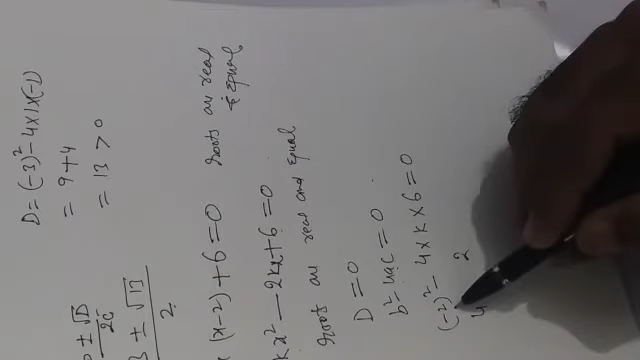 D = (-3)² - 4×1×(-1)
= 9+4
= 13 > 0
± √D
3 ± √13
2
(x-2) + 6 = 0 roots are real
& equal
kx² - 2kx + 6 = 0
roots are real and equal
D = 0
b² - 4ac = 0
(-2)² - 4 × k × 6 = 0
4
2